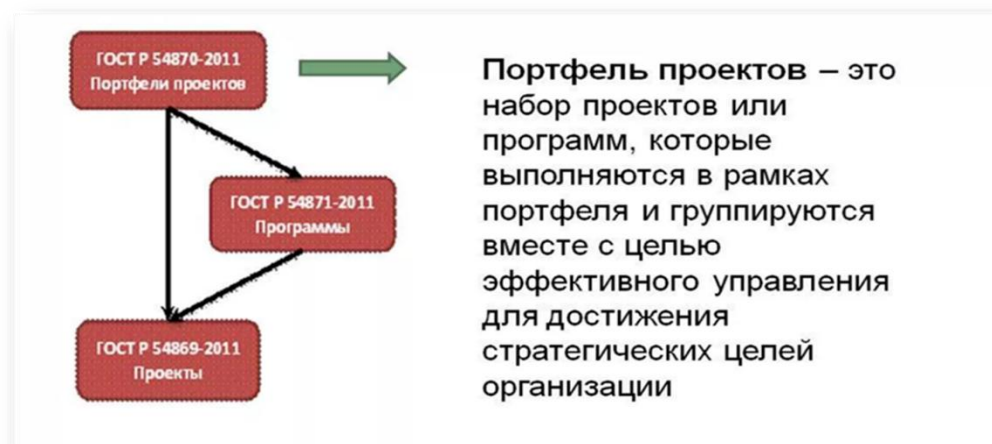 ГОСТ Р 54870-2011
Портфели проектов
ГОСТ Р 54871-2011
Программы
ГОСТ Р 54869-2011
Проекты
Портфель проектов – это
набор проектов или
программ, которые
выполняются в рамках
портфеля и группируются
вместе с целью
эффективного управления
для достижения
стратегических целей
организации